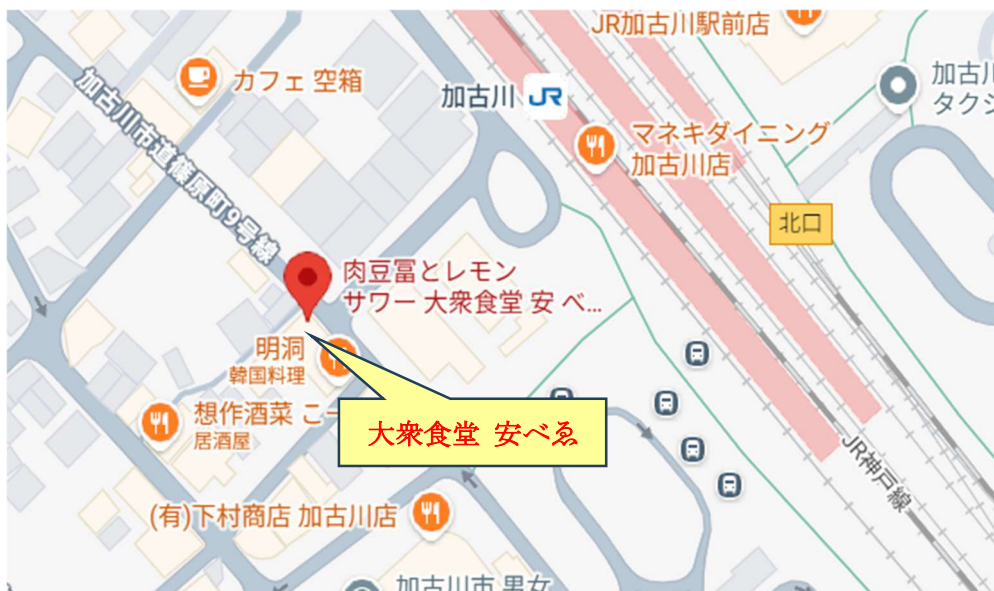 JR加古川駅前店
カフェ 空箱
加古川
JR
加古川
タクシ
マネキダイニング
加古川店
加古川市道篠原町9号線
北口
肉豆冨とレモン
サワー 大衆食堂 安 べ...
明洞
韓国料理
想作酒菜 こ
居酒屋
大衆食堂 安べゑ
JR神戸線
(有)下村商店 加古川店
加古川市 男女